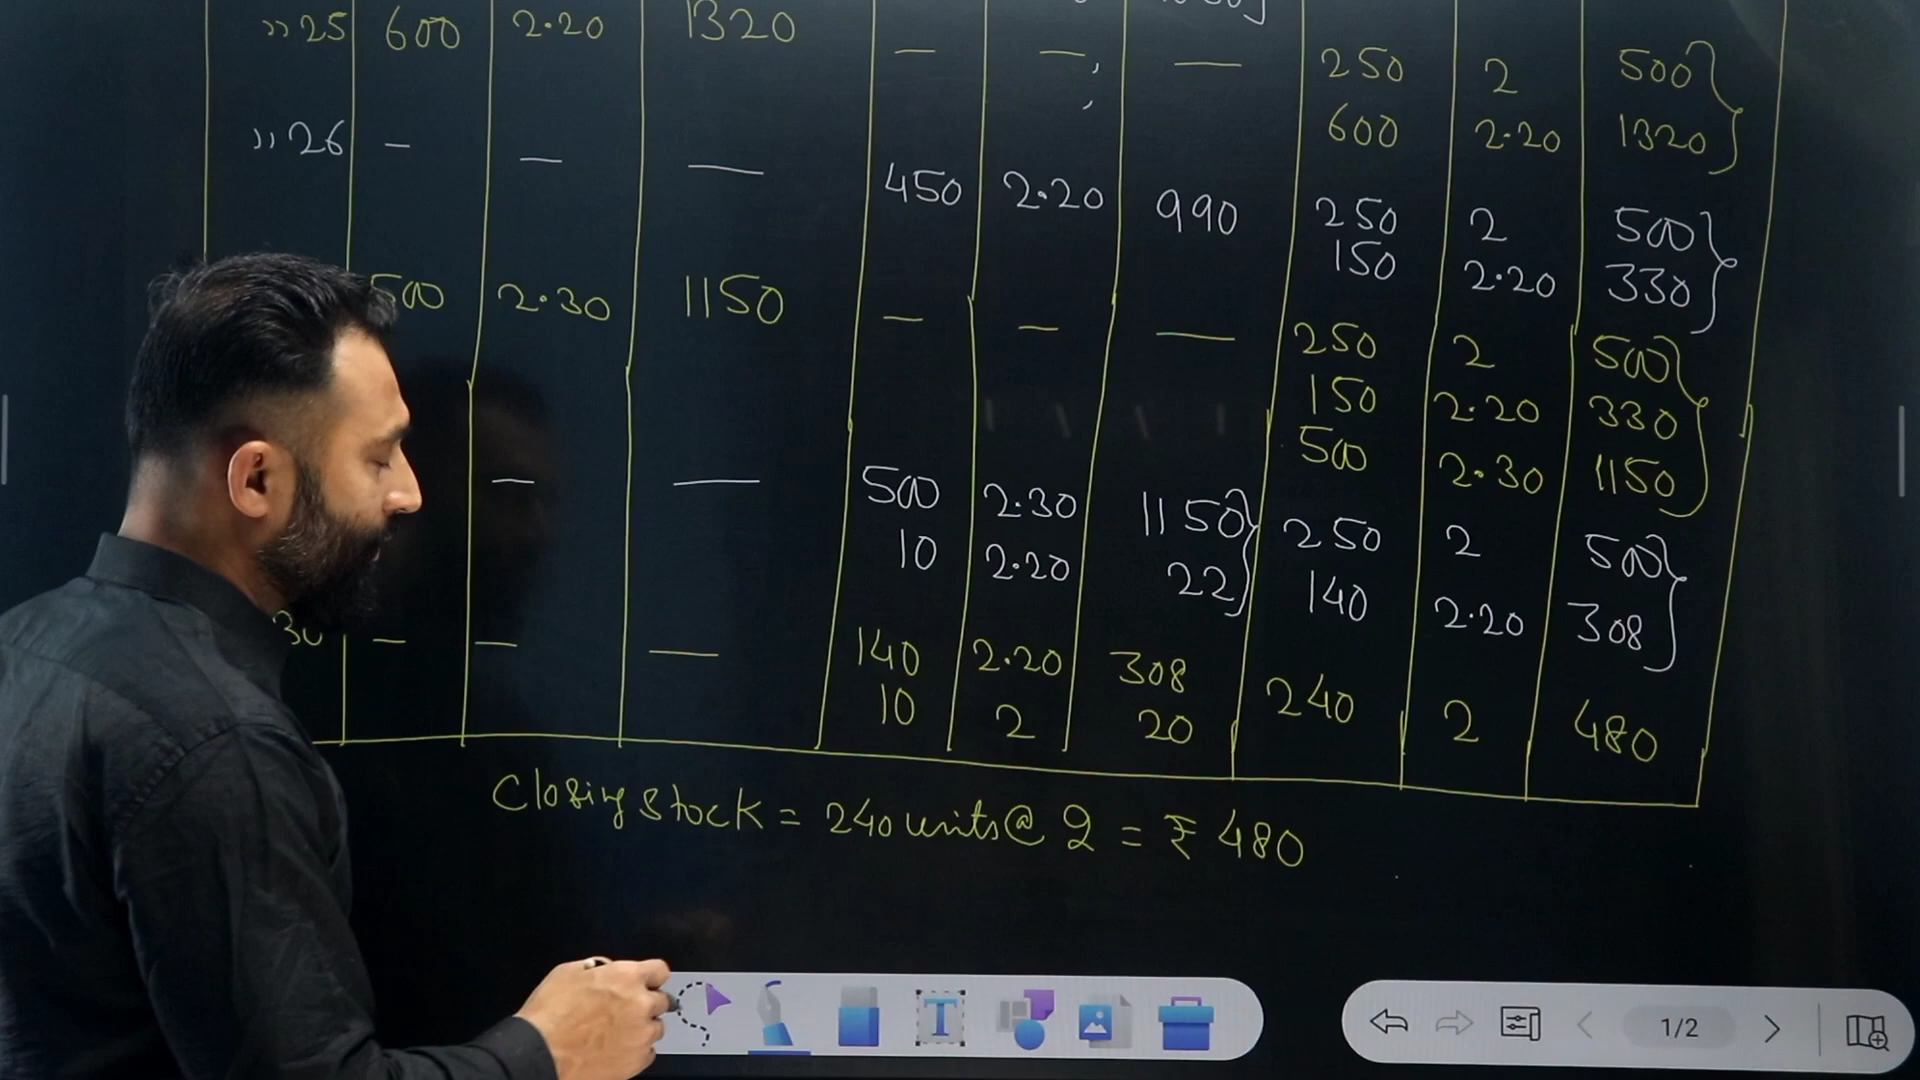 "25 600 2.20 1320 — — — 250 2 500
600 2.20 1320
"26 — — — 450 2.20 990 250 2 500
150 2.20 330
500 2.30 1150 — — — 250 2 500
150 2.20 330
500 2.30 1150
— — 500 2.30 1150 250 2 500
10 2.20 22 140 2.20 308
30 — — — 140 2.20 308 240 2 480
10 2 20
Closing stock = 240 units @ 2 = ₹ 480
T
1/2